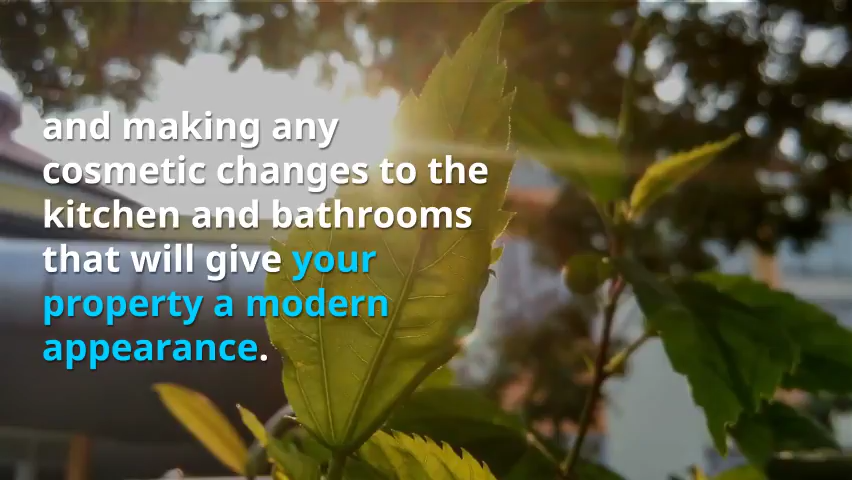 and making any
cosmetic changes to the
kitchen and bathrooms
that will give your
property a modern
appearance.